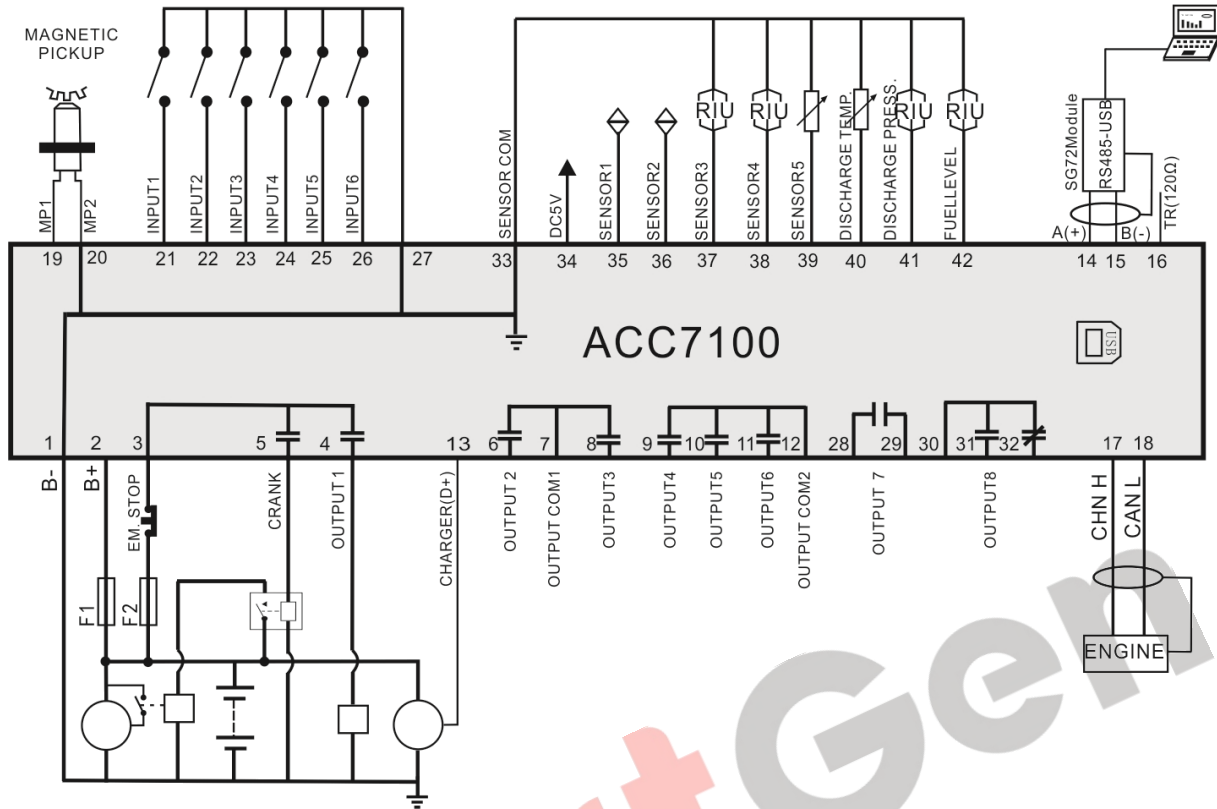 MAGNETIC
PICKUP
MP1
MP2
INPUT1
INPUT2
INPUT3
INPUT4
INPUT5
INPUT6
SENSOR COM
DC5V
SENSOR1
SENSOR2
RIU
SENSOR3
RIU
SENSOR4
SENSOR5
DISCHARGE TEMP.
RIU
DISCHARGE PRESS.
RIU
FUELLEVEL
SG72Module
RS485-USB
A(+)
B(-)
TR(120Ω)
19 20 21 22 23 24 25 26 27 33 34 35 36 37 38 39 40 41 42 14 15 16
ACC7100
USB
1 2 3 5 4 13 6 7 8 9 10 11 12 28 29 30 31 32 17 18
B-
B+
EM. STOP
CRANK
OUTPUT 1
CHARGER(D+)
OUTPUT 2
OUTPUT COM1
OUTPUT3
OUTPUT4
OUTPUT5
OUTPUT6
OUTPUT COM2
OUTPUT 7
OUTPUT8
CHN H
CAN L
F1
F2
ENGINE
tGen